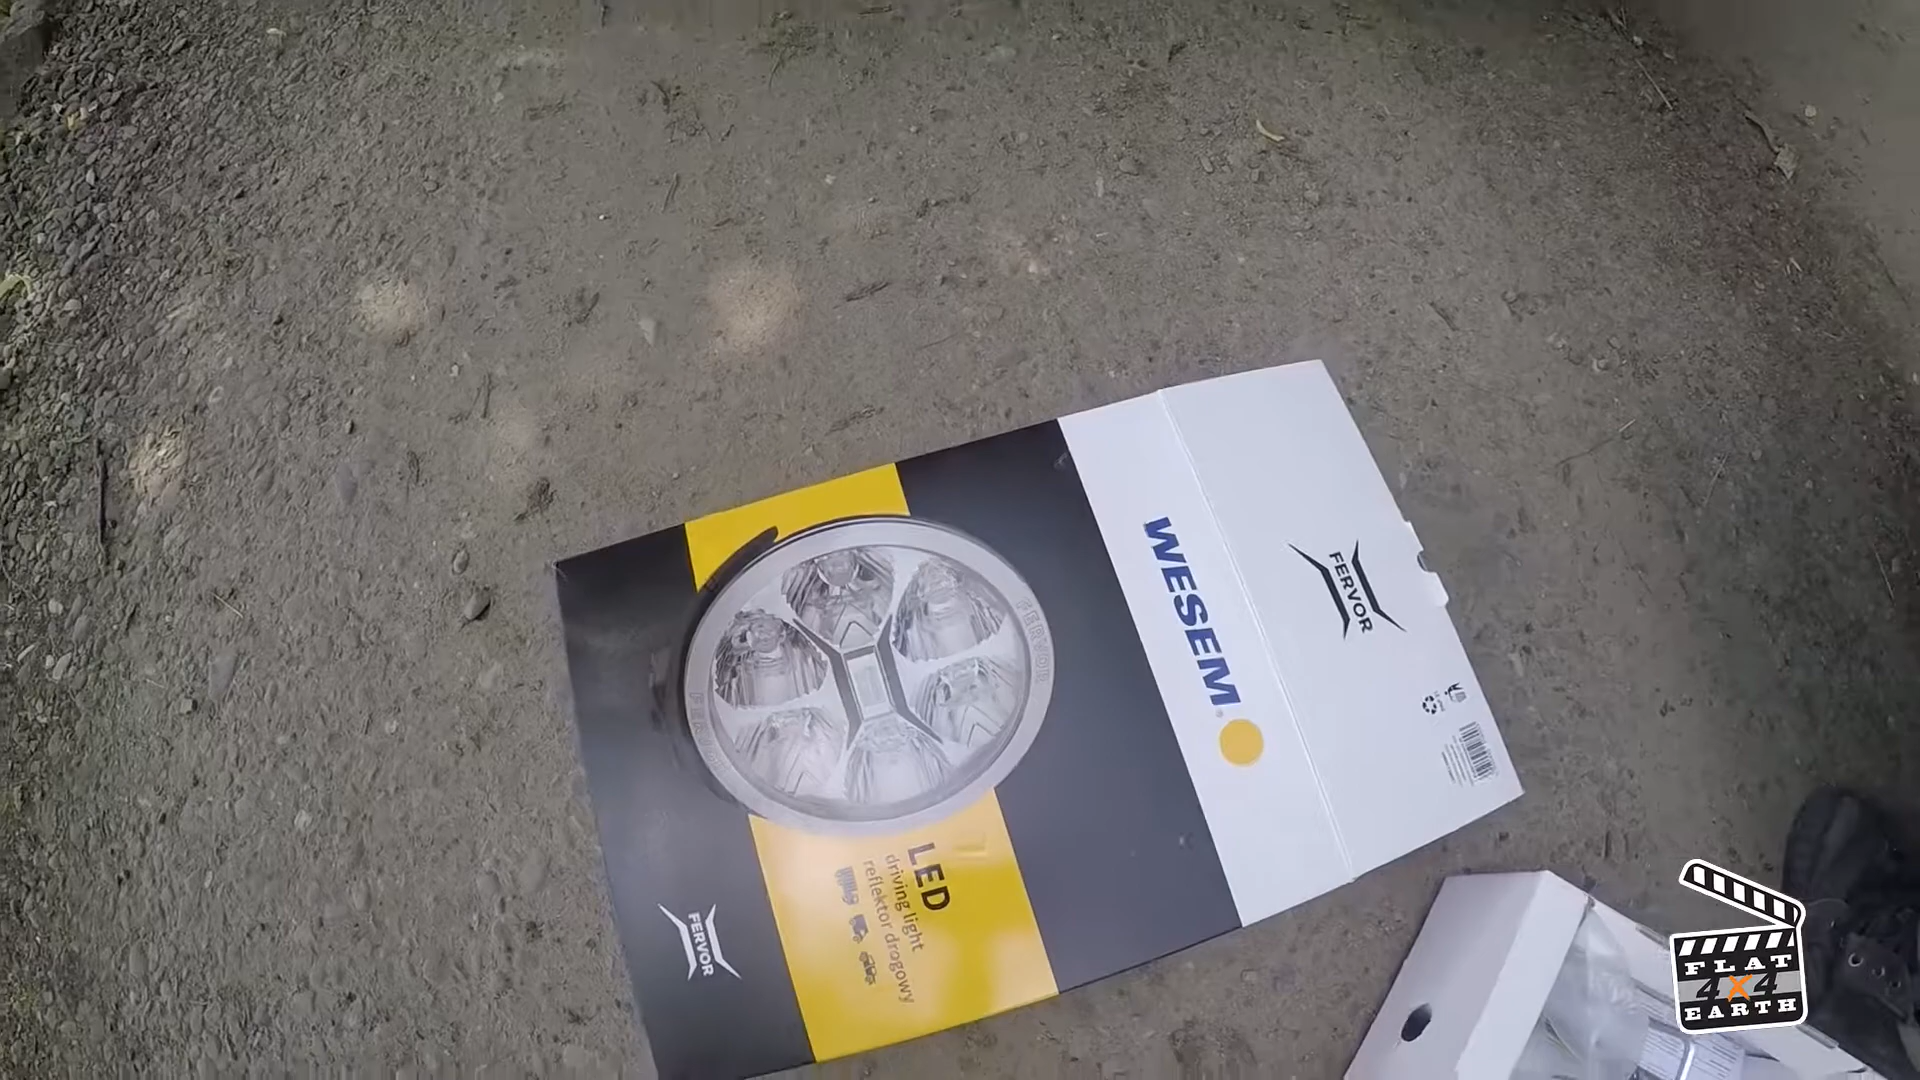 WESEM
FERVOR
FERVOR
LED
driving light
reflektor drogowy
FERVOR
FLAT
4x4
EARTH